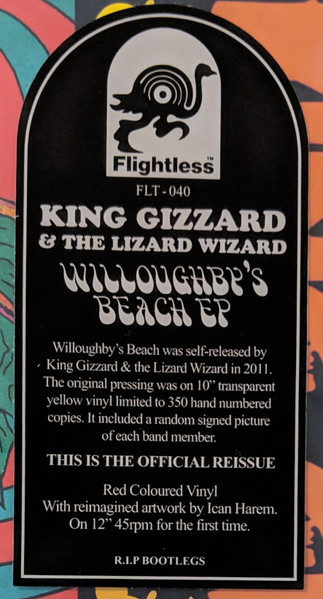 Flightless™
FLT-040
KING GIZZARD
& THE LIZARD WIZARD
WILLOUGHBY'S
BEACH EP
Willoughby's Beach was self-released by
King Gizzard & the Lizard Wizard in 2011.
The original pressing was on 10" transparent
yellow vinyl limited to 350 hand numbered
copies. It included a random signed picture
of each band member.
THIS IS THE OFFICIAL REISSUE
Red Coloured Vinyl
With reimagined artwork by Ican Harem.
On 12" 45rpm for the first time.
R.I.P BOOTLEGS